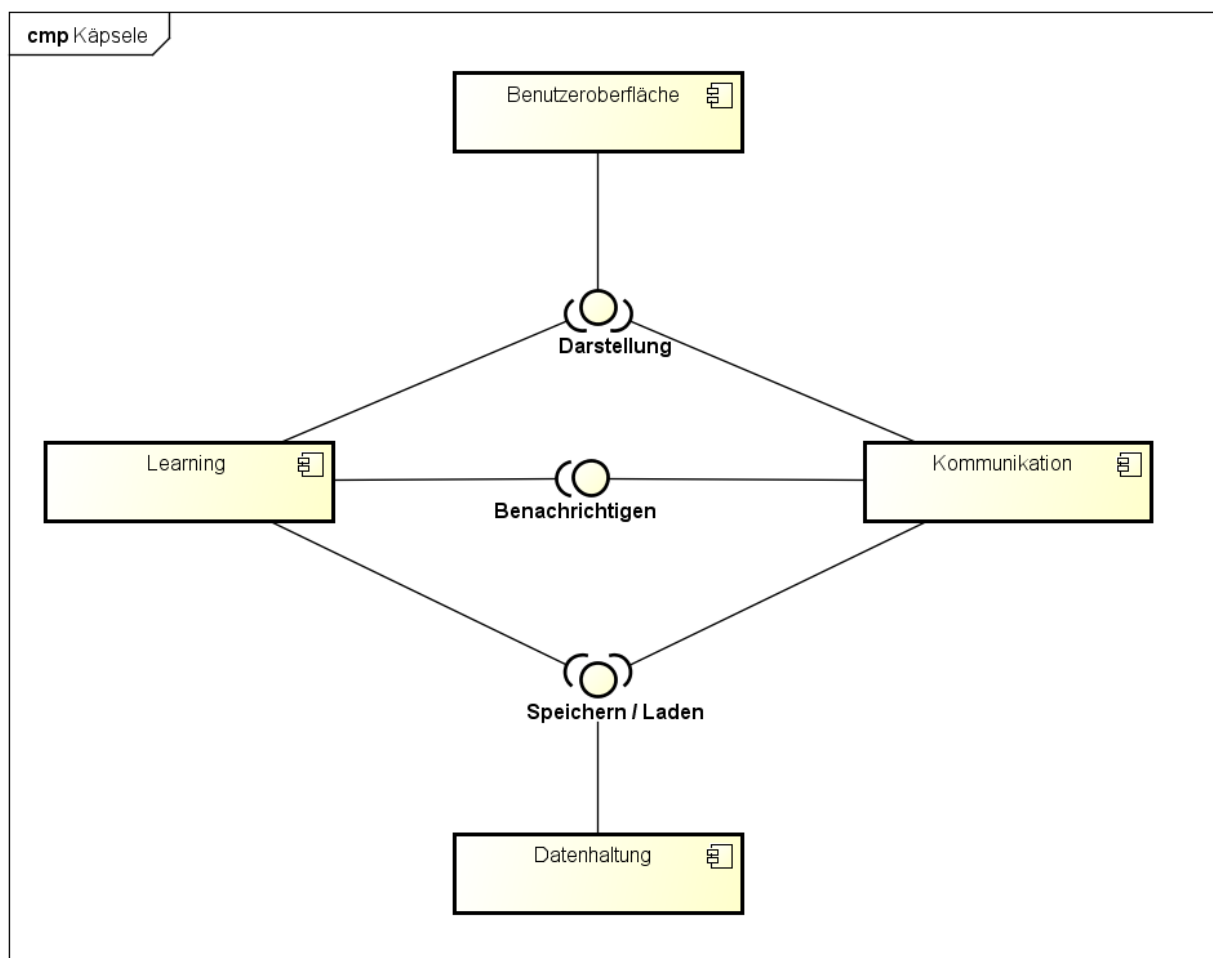 cmp Käpsele
Benutzeroberfläche
Darstellung
Learning
Kommunikation
Benachrichtigen
Speichern / Laden
Datenhaltung